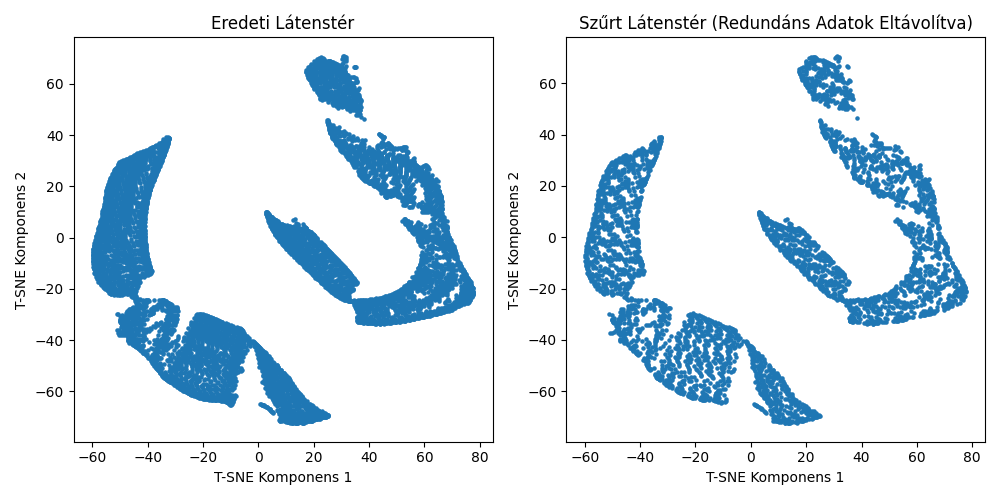 Eredeti Látenstér
T-SNE Komponens 2
60
40
20
0
−20
−40
−60
−60 −40 −20 0 20 40 60 80
T-SNE Komponens 1
Szűrt Látenstér (Redundáns Adatok Eltávolítva)
T-SNE Komponens 2
60
40
20
0
−20
−40
−60
−60 −40 −20 0 20 40 60 80
T-SNE Komponens 1